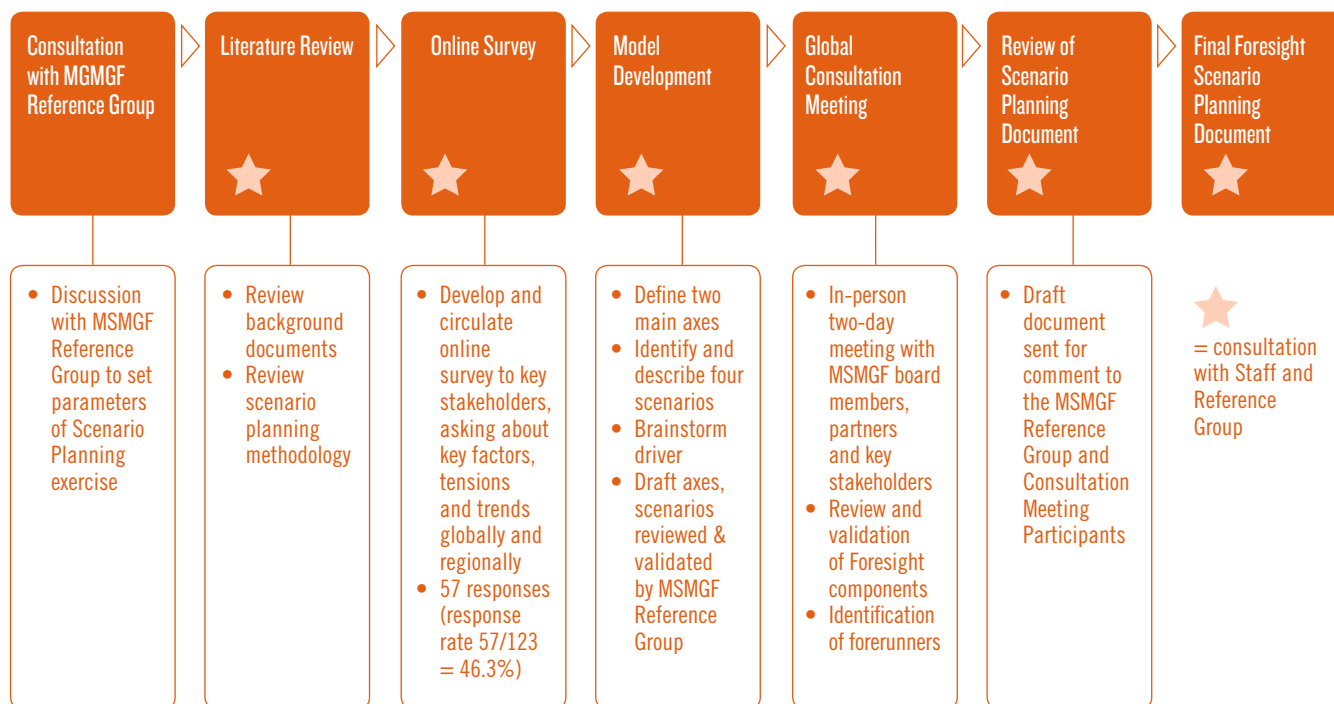 Consultation
with MGMGF
Reference Group
Literature Review
Online Survey
Model
Development
Global
Consultation
Meeting
Review of
Scenario
Planning
Document
Final Foresight
Scenario
Planning
Document
• Discussion
with MSMGF
Reference
Group to set
parameters
of Scenario
Planning
exercise
• Review
background
documents
• Review
scenario
planning
methodology
• Develop and
circulate
online
survey to key
stakeholders,
asking about
key factors,
tensions
and trends
globally and
regionally
• 57 responses
(response
rate 57/123
= 46.3%)
• Define two
main axes
• Identify and
describe four
scenarios
• Brainstorm
driver
• Draft axes,
scenarios
reviewed &
validated
by MSMGF
Reference
Group
• In-person
two-day
meeting with
MSMGF board
members,
partners
and key
stakeholders
• Review and
validation
of Foresight
components
• Identification
of forerunners
• Draft
document
sent for
comment to
the MSMGF
Reference
Group and
Consultation
Meeting
Participants
= consultation
with Staff and
Reference
Group